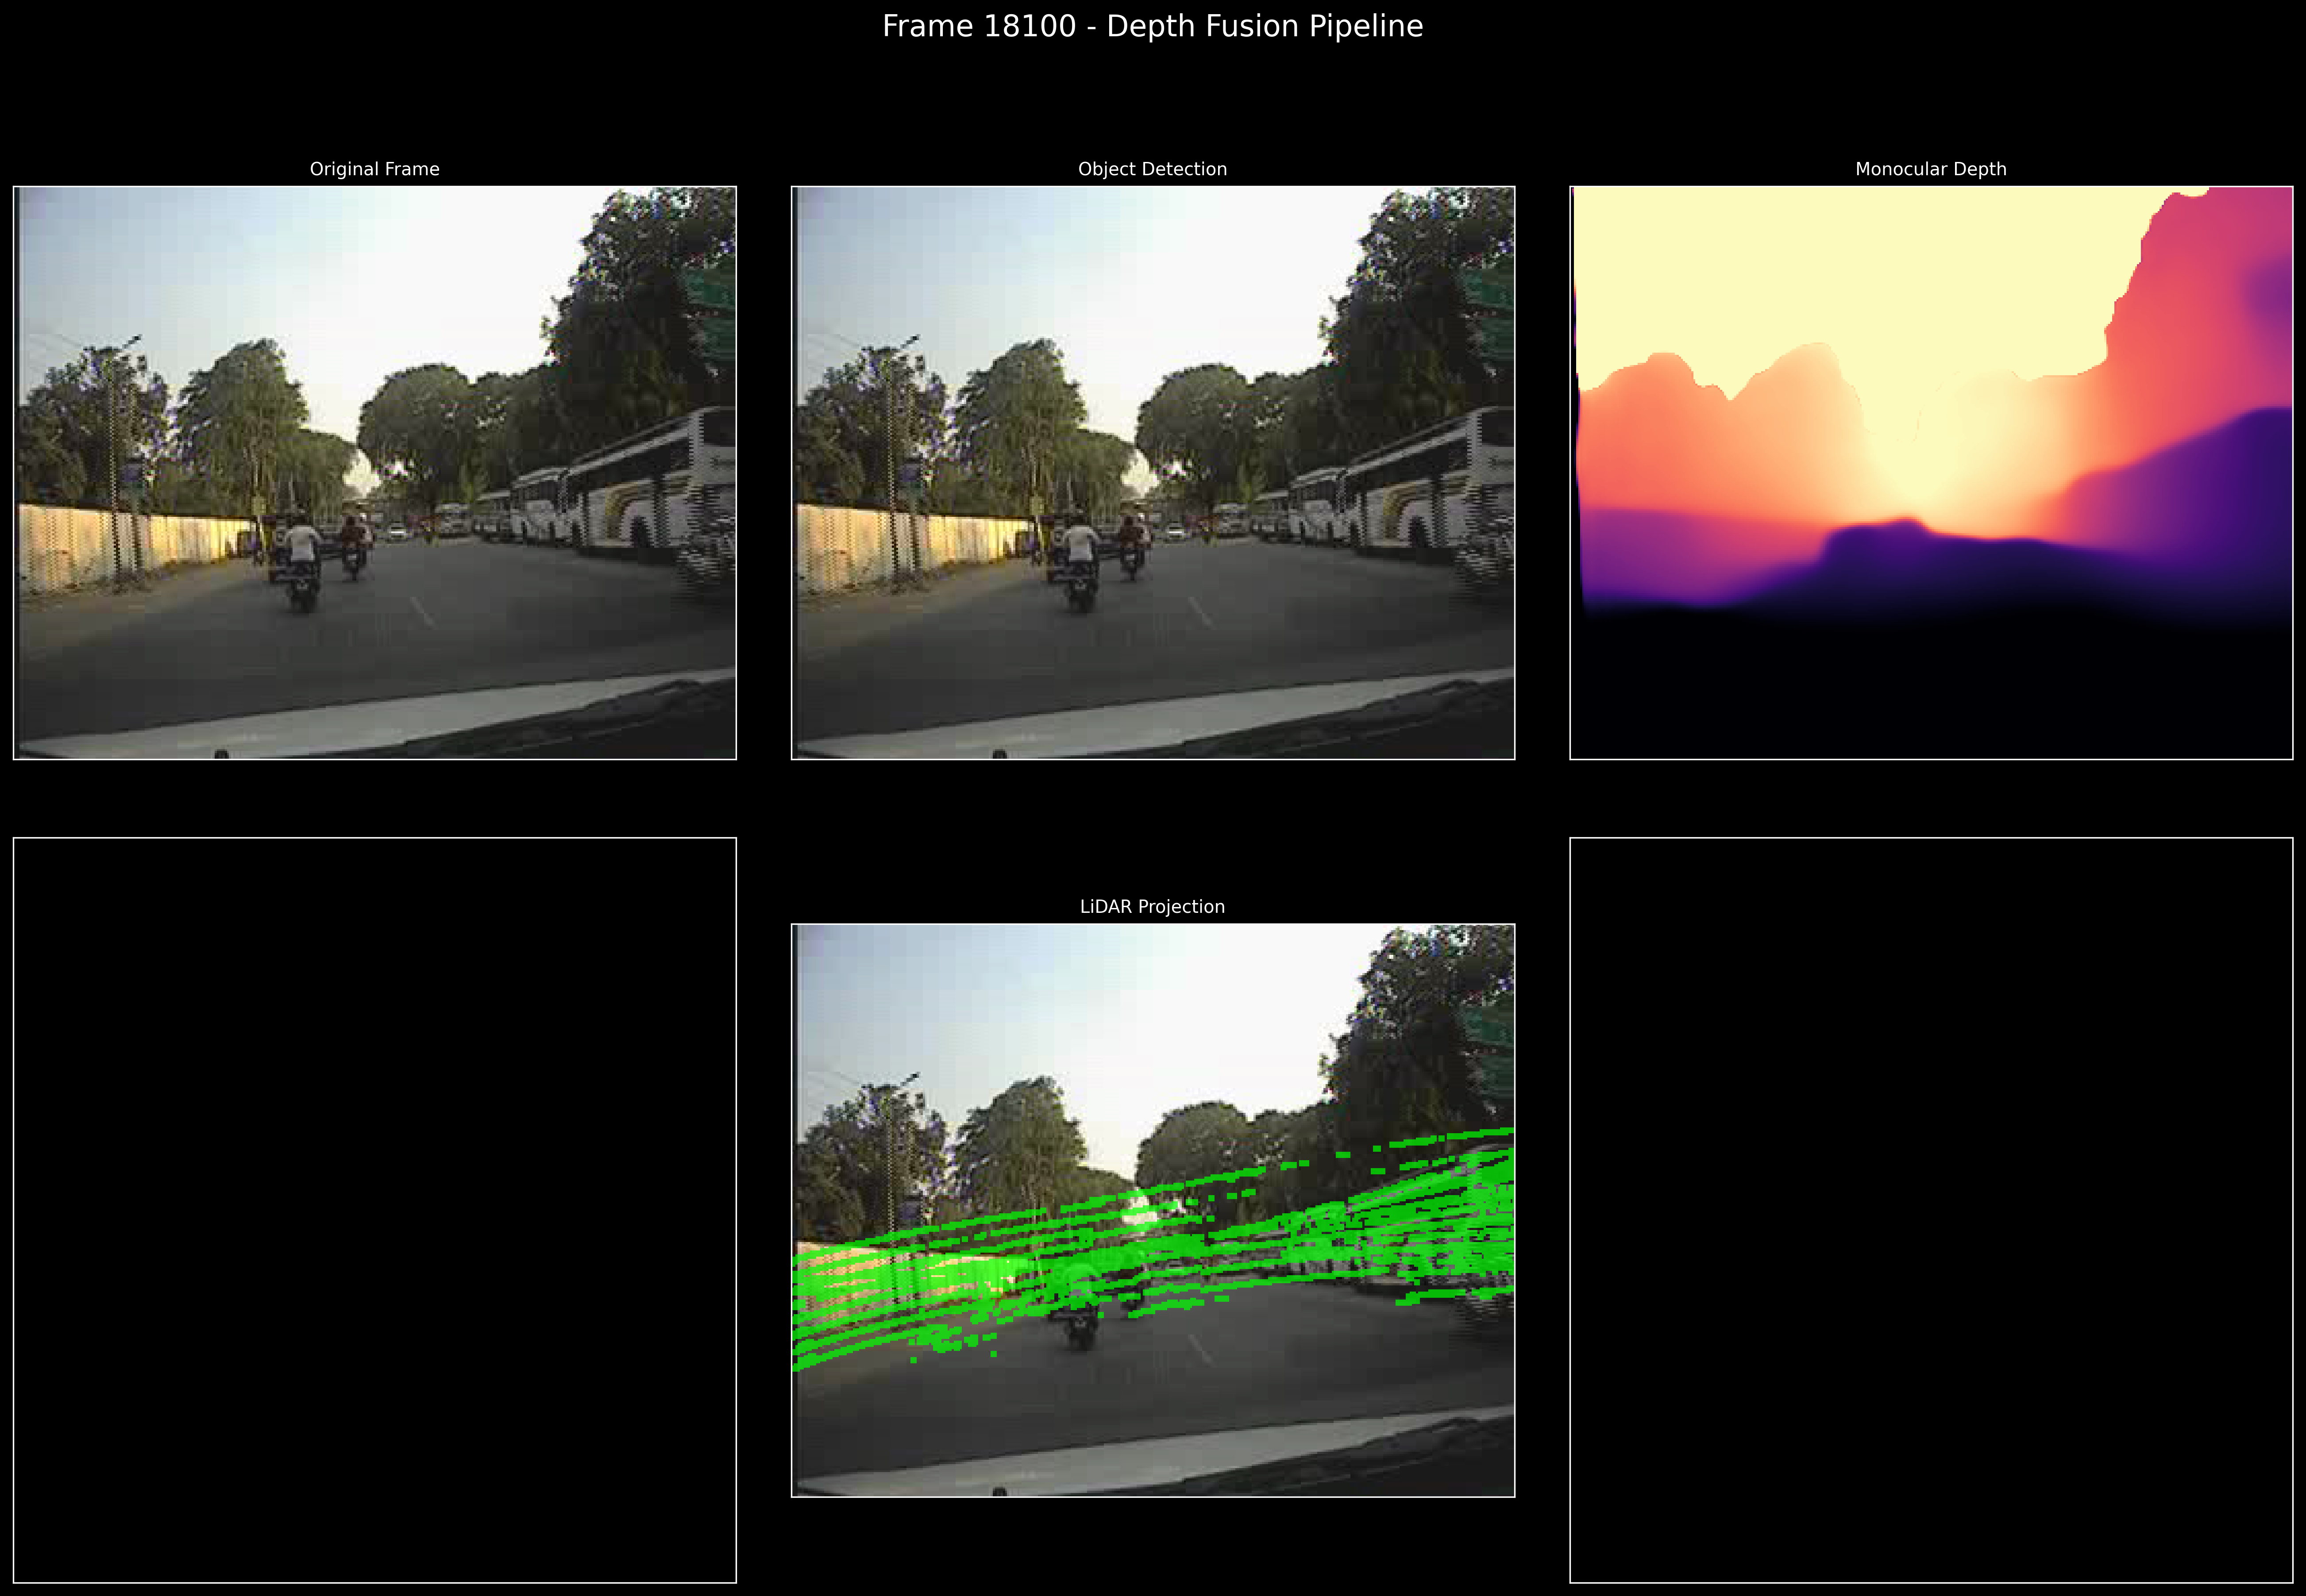 Frame 18100 - Depth Fusion Pipeline
Original Frame
Object Detection
Monocular Depth
LiDAR Projection